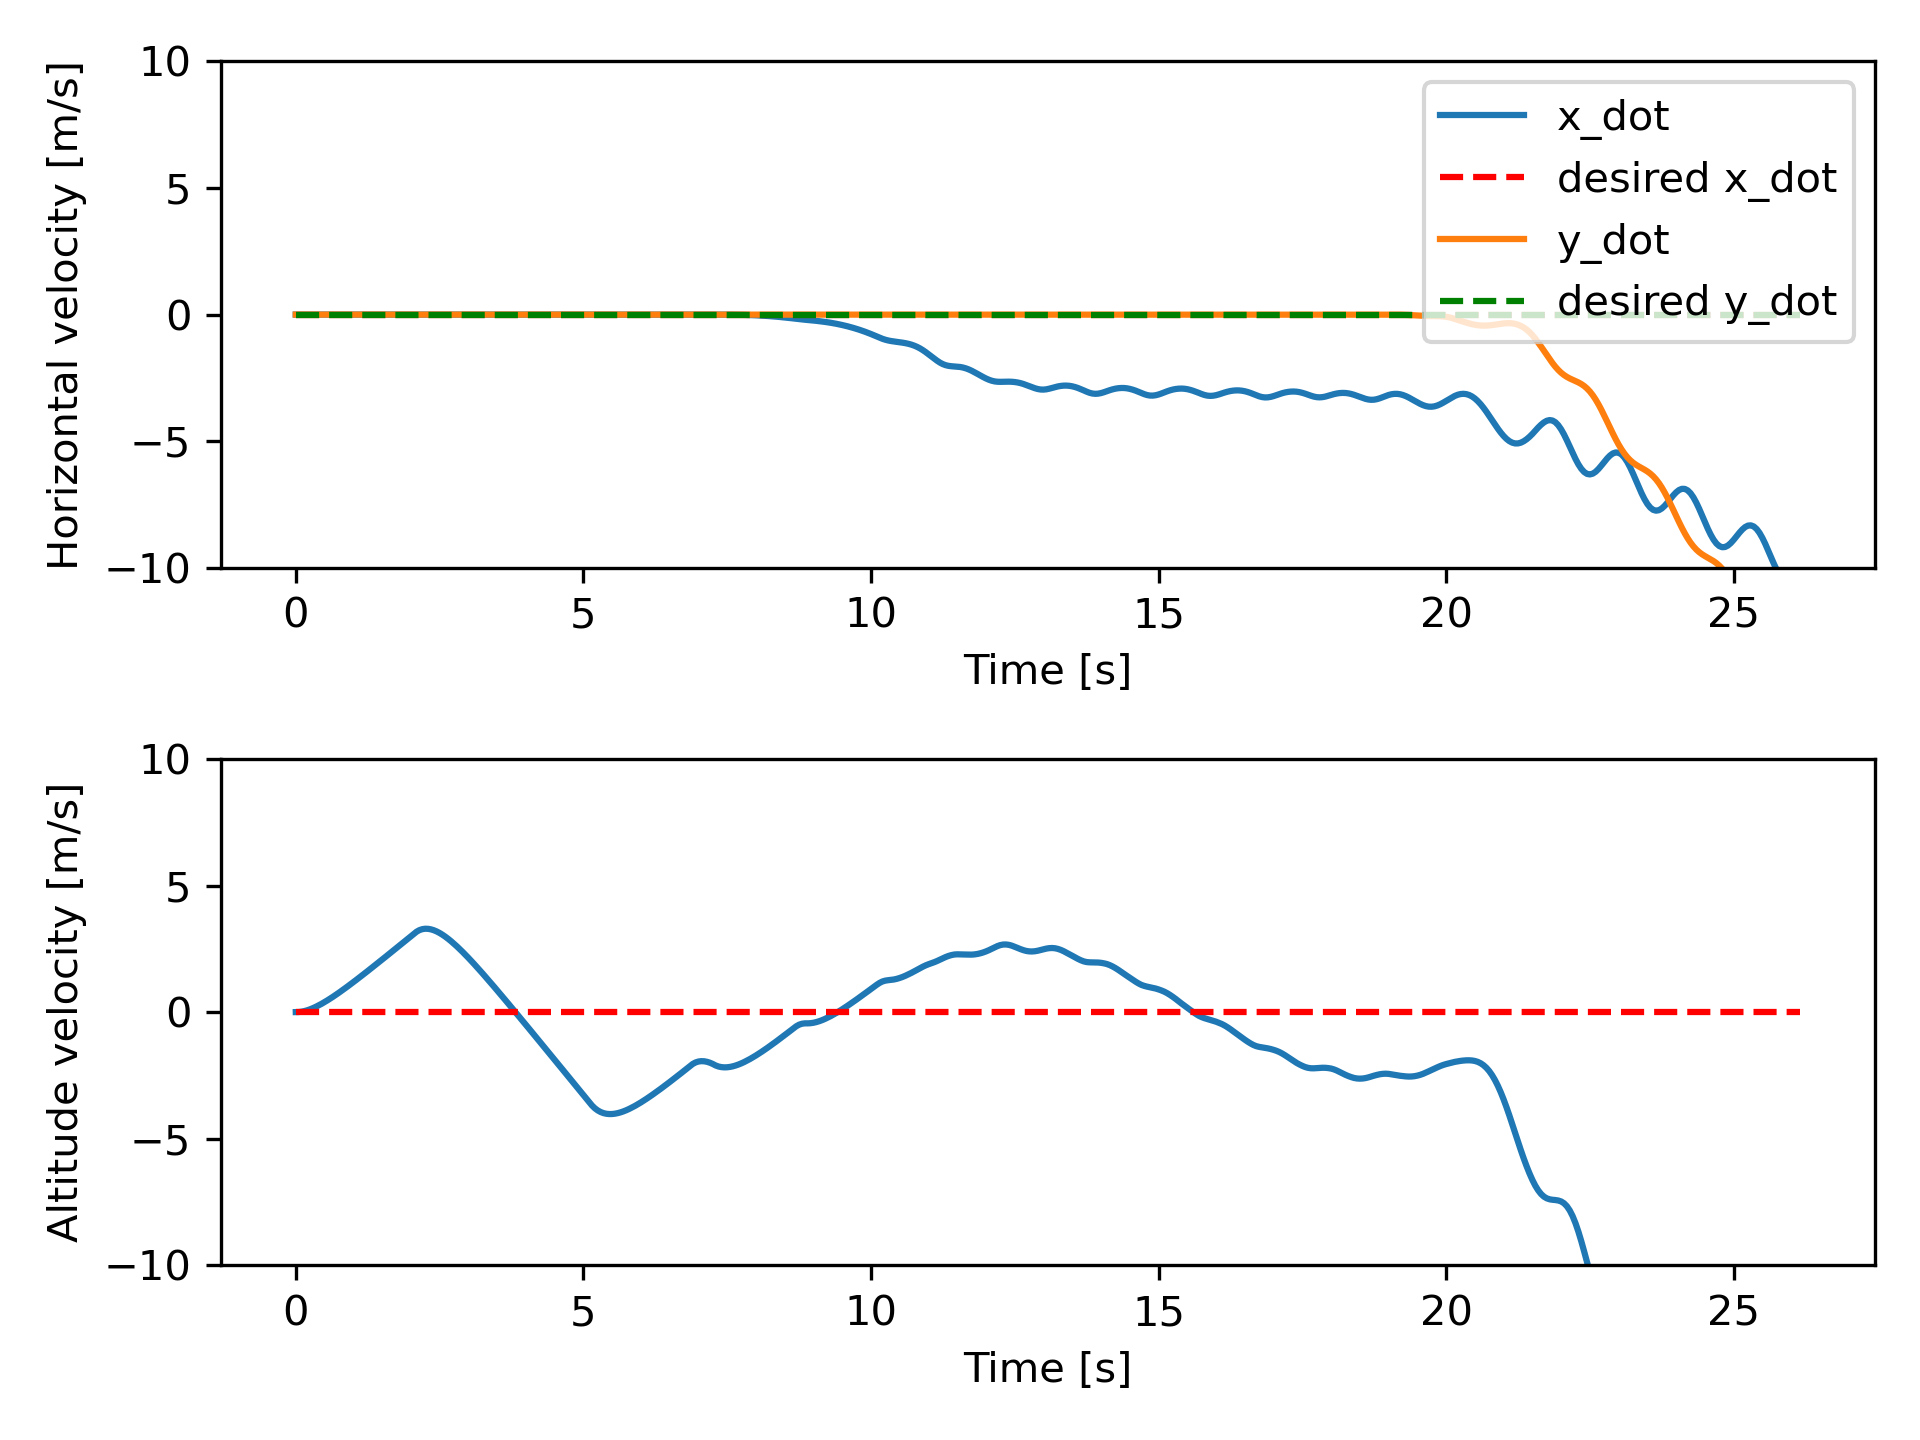 Horizontal velocity [m/s]
10
5
0
−5
−10
x_dot
desired x_dot
y_dot
desired y_dot
0 5 10 15 20 25
Time [s]
Altitude velocity [m/s]
10
5
0
−5
−10
0 5 10 15 20 25
Time [s]